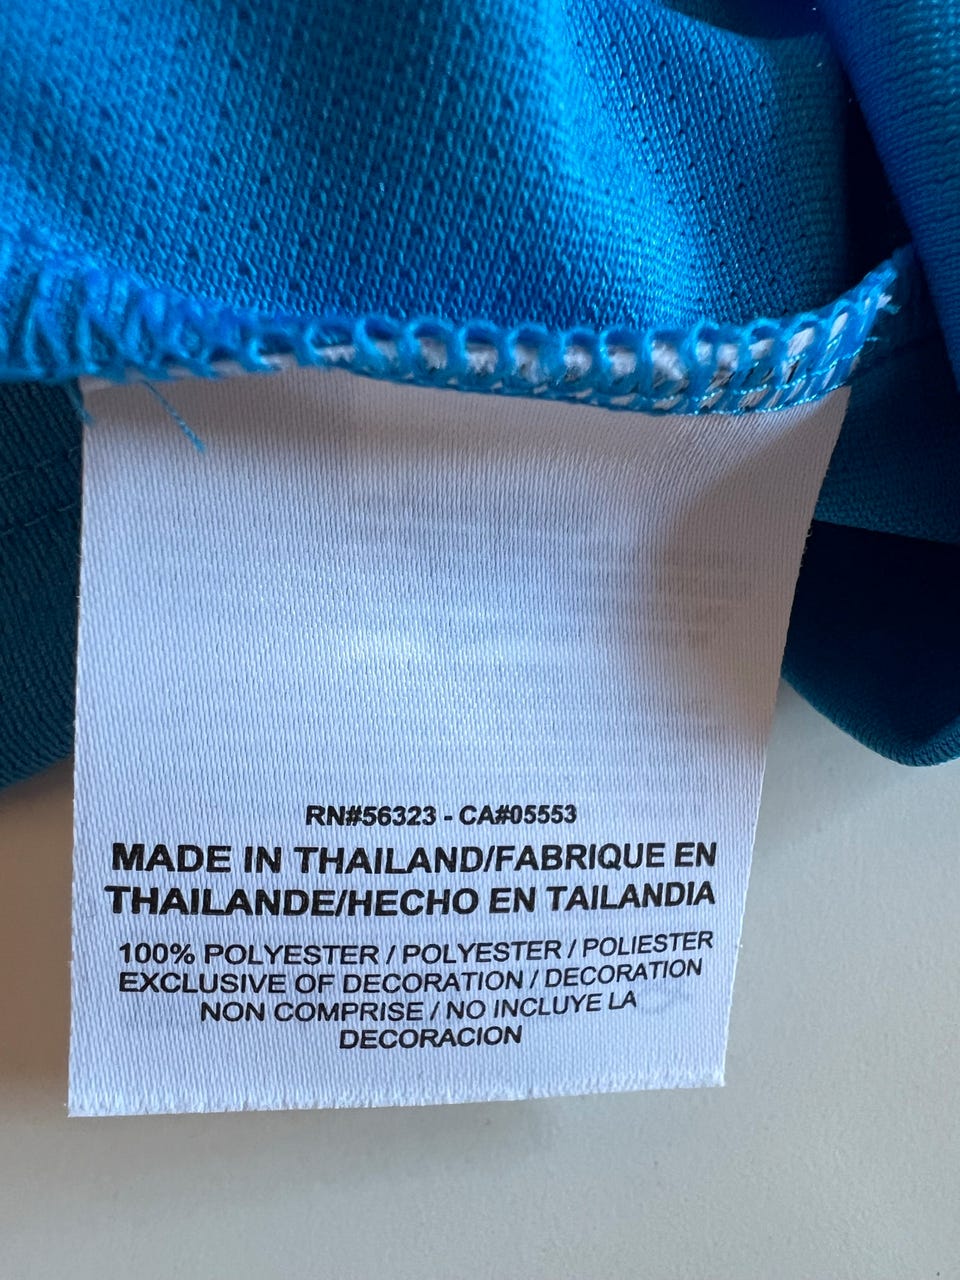 RN#56323 - CA#05553
MADE IN THAILAND/FABRIQUE EN
THAILANDE/HECHO EN TAILANDIA
100% POLYESTER / POLYESTER / POLIESTER
EXCLUSIVE OF DECORATION / DECORATION
NON COMPRISE / NO INCLUYE LA
DECORACION